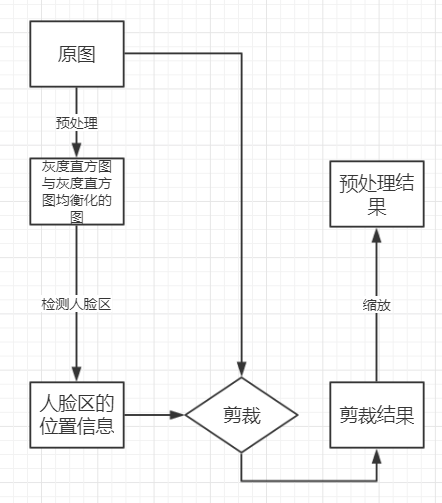 原图
预处理
灰度直方图
与灰度直方
图均衡化的
图
检测人脸区
人脸区的
位置信息
剪裁
剪裁结果
缩放
预处理结
果